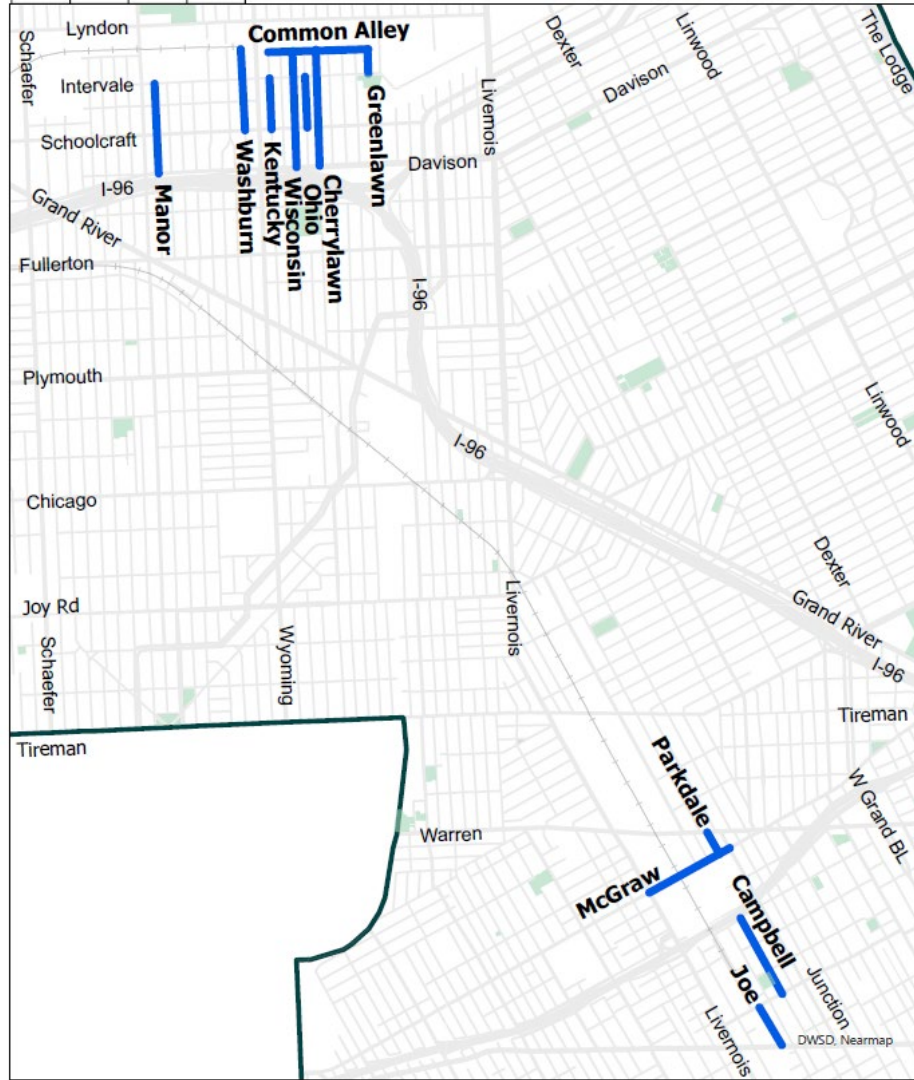 Lyndon
Common Alley
Dexter
Linwood
The Lodge
Schaefer
Intervale
Davison
Livernois
Greenlawn
Schoolcraft
Davison
I-96
Manor
Washburn
Kentucky
Wisconsin
Ohio
Cherrylawn
Grand River
Fullerton
I-96
Plymouth
Linwood
I-96
Chicago
Dexter
Livernois
Joy Rd
Grand River
Wyoming
Schaefer
I-96
Tireman
Tireman
Parkdale
W Grand BL
Warren
McGraw
Campbell
Joe
Junction
Livernois
DWSD, Nearmap